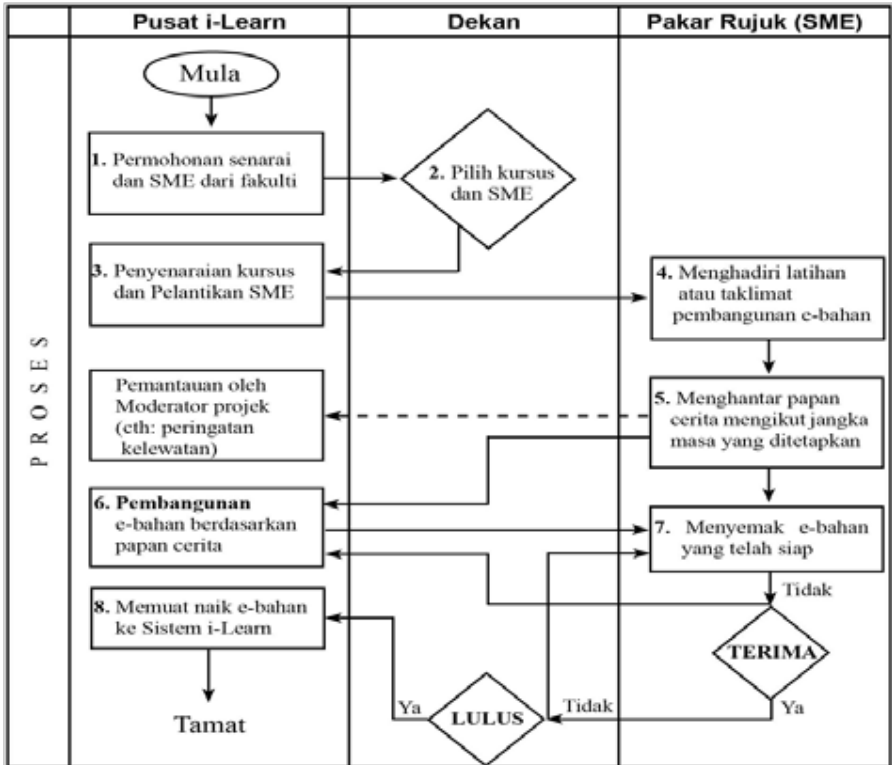 Pusat i-Learn
Dekan
Pakar Rujuk (SME)
PROSES
Mula
1. Permohonan senarai
dan SME dari fakulti
2. Pilih kursus
dan SME
3. Penyenaraian kursus
dan Pelantikan SME
4. Menghadiri latihan
atau taklimat
pembangunan e-bahan
Pemantauan oleh
Moderator projek
(cth: peringatan
kelewatan)
5. Menghantar papan
cerita mengikut jangka
masa yang ditetapkan
6. Pembangunan
e-bahan berdasarkan
papan cerita
7. Menyemak e-bahan
yang telah siap
Tidak
8. Memuat naik e-bahan
ke Sistem i-Learn
TERIMA
Ya
Tidak
LULUS
Ya
Tamat